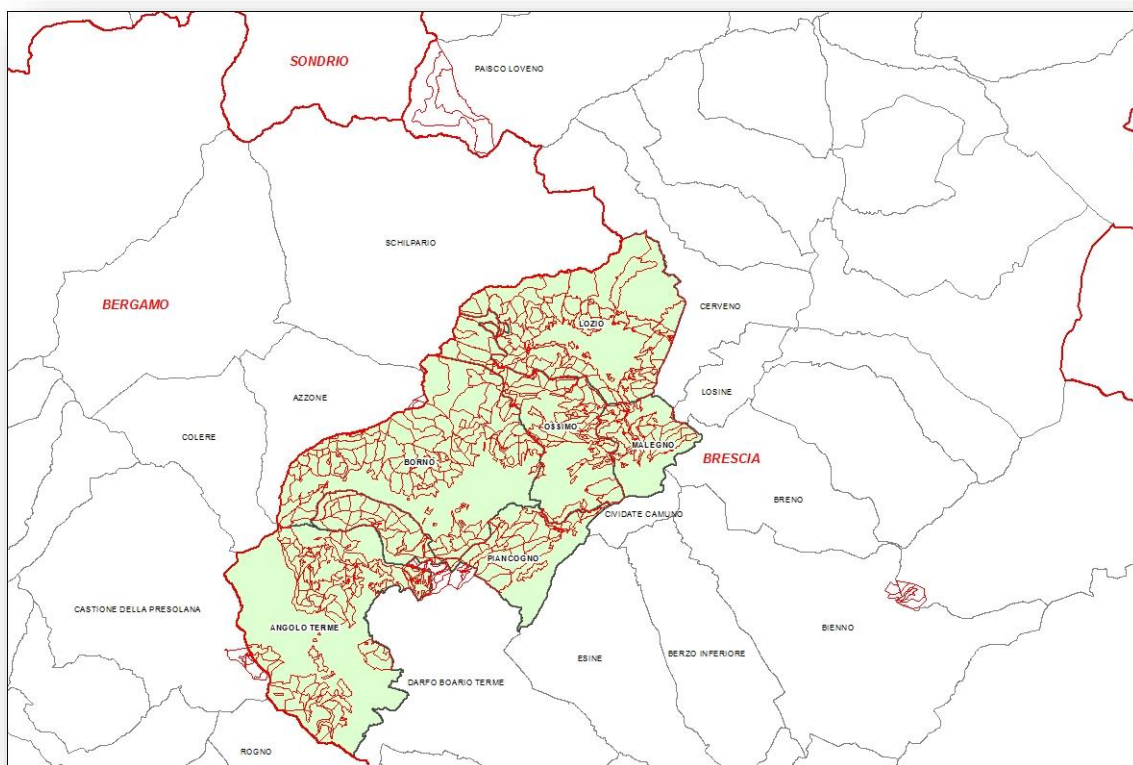 SONDRIO
PAISCO LOVENO
SCHILPARIO
BERGAMO
CERVENO
LOZIO
AZZONE
LOSINE
COLERE
OSSIMO
MALEGNO
BORNO
BRESCIA
BRENO
CIVIDATE CAMUNO
PIANCOGNO
CASTIONE DELLA PRESOLANA
ANGOLO TERME
BIENNO
ESINE
BERZO INFERIORE
DARFO BOARIO TERME
ROGNO